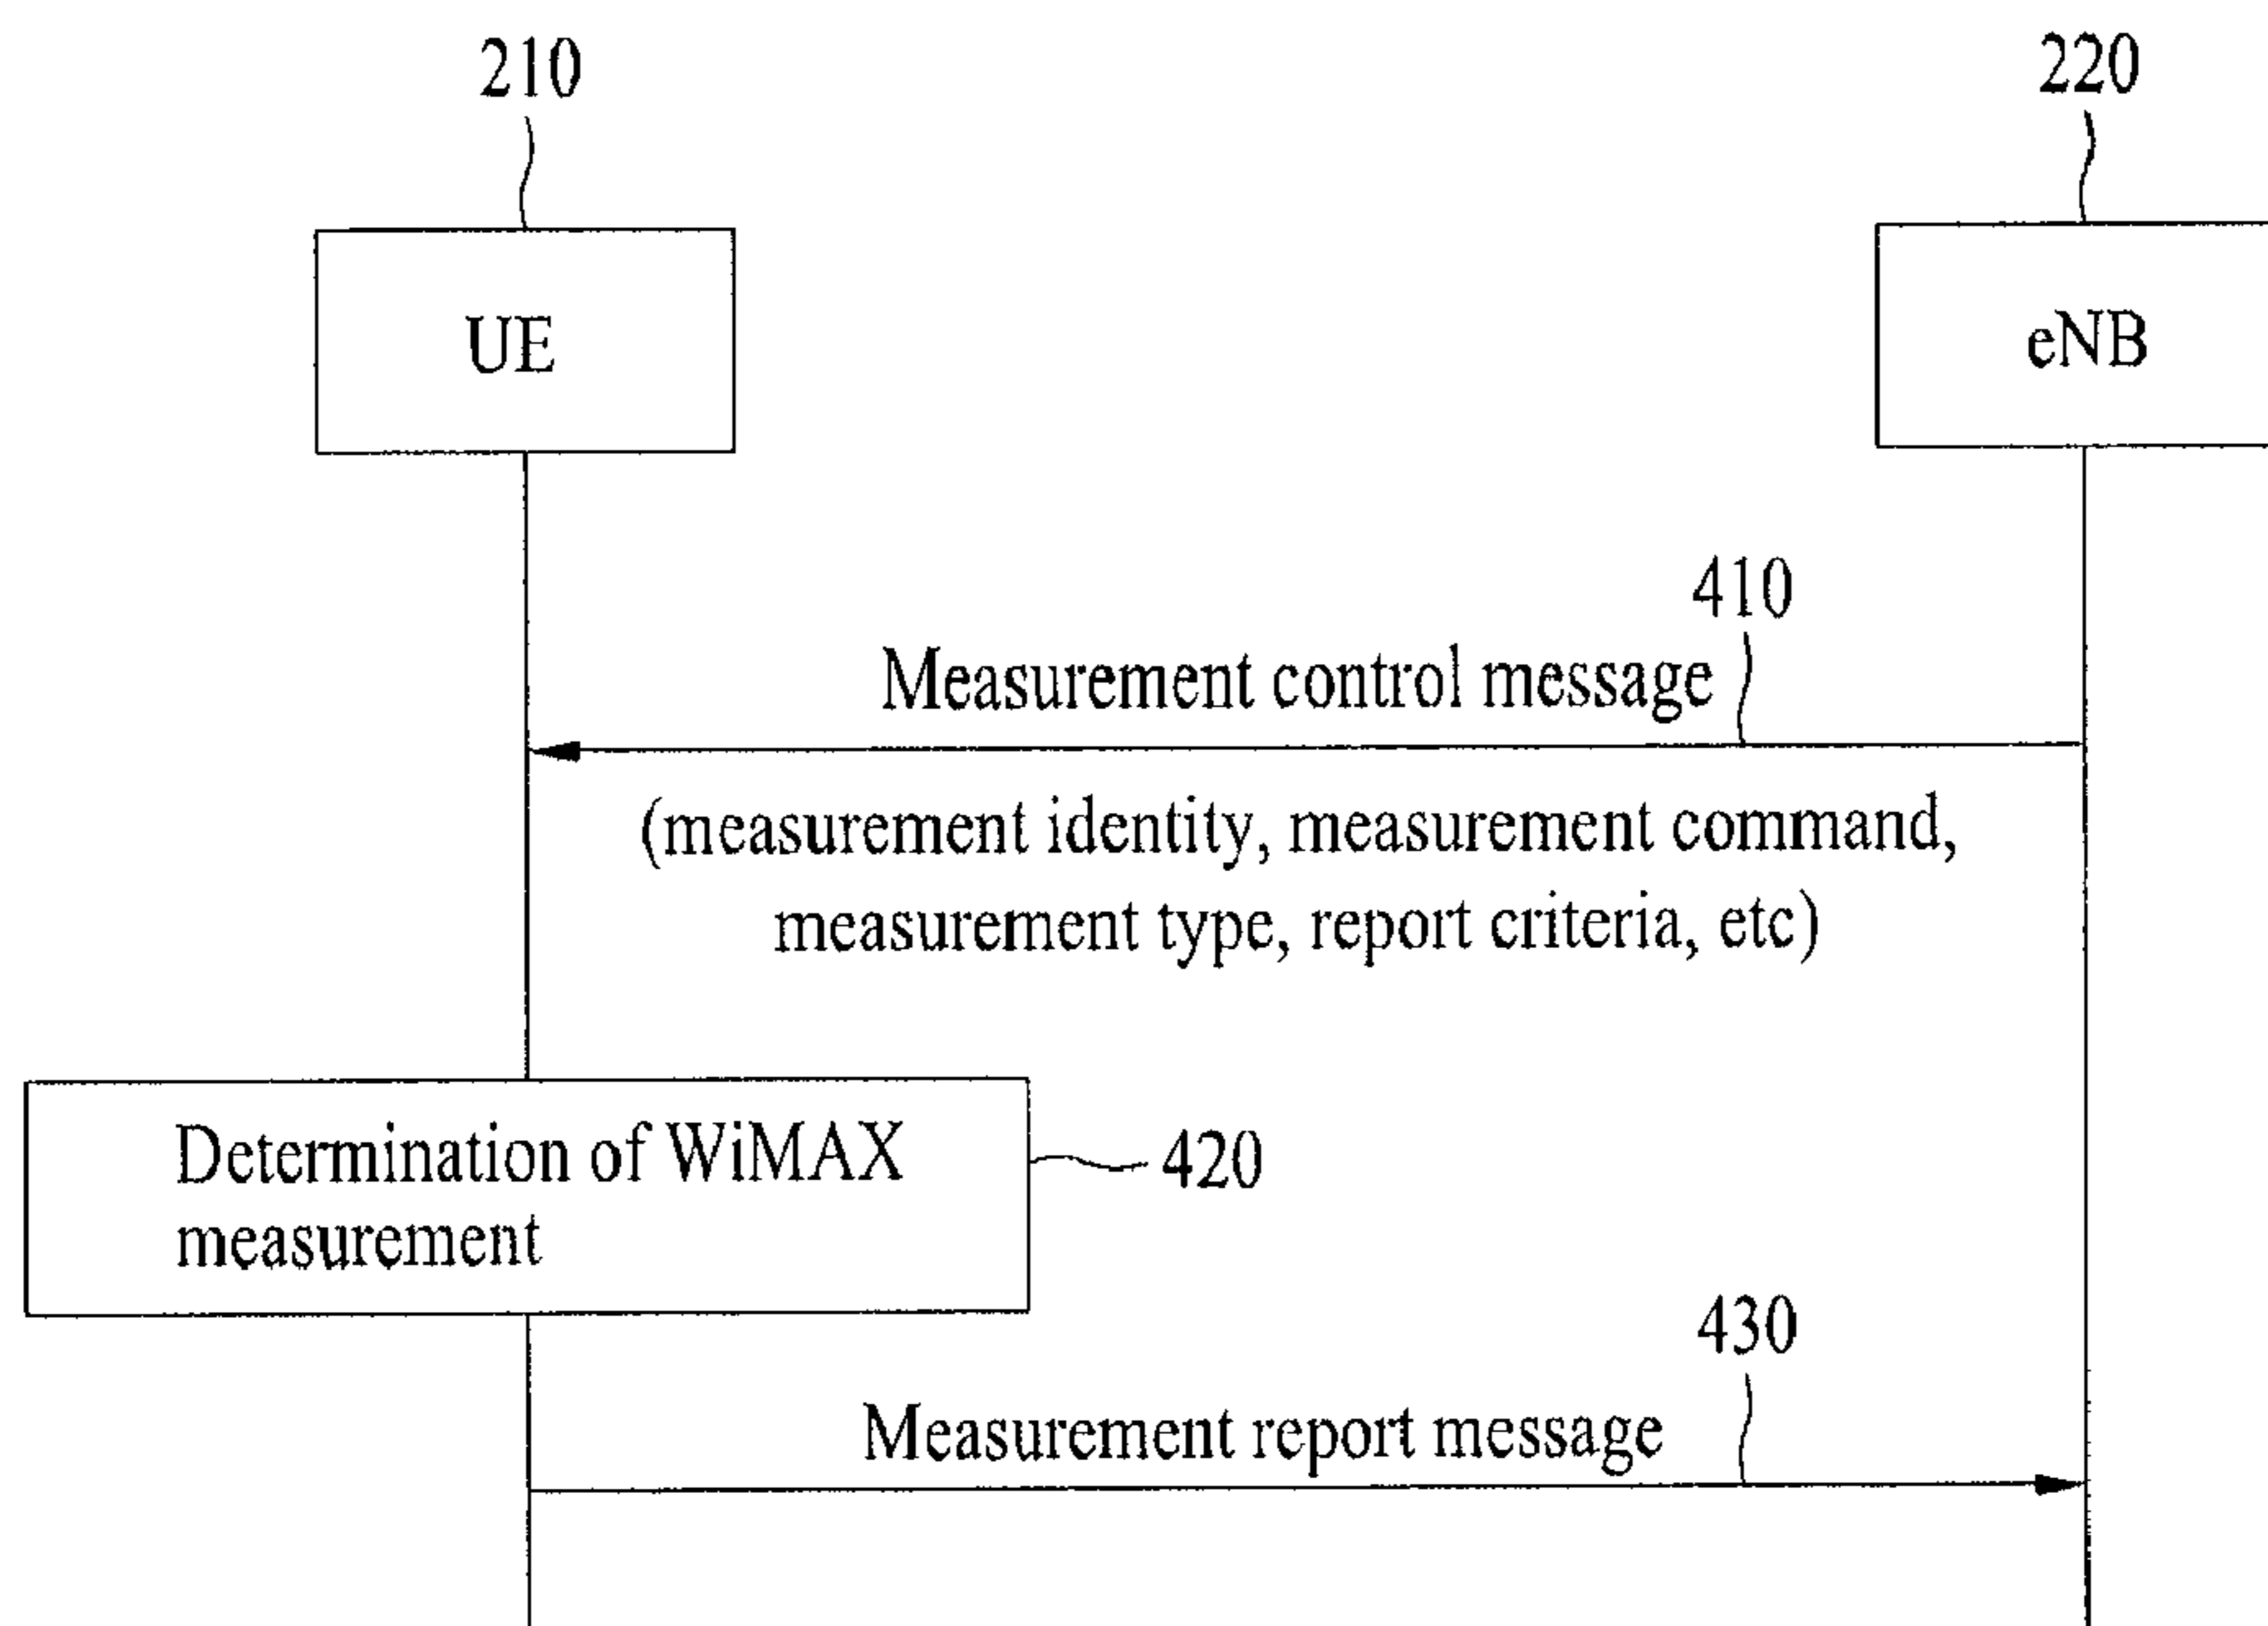 210
220
UE
eNB
410
Measurement control message
(measurement identity, measurement command,
measurement type, report criteria, etc)
Determination of WiMAX
measurement
420
430
Measurement report message